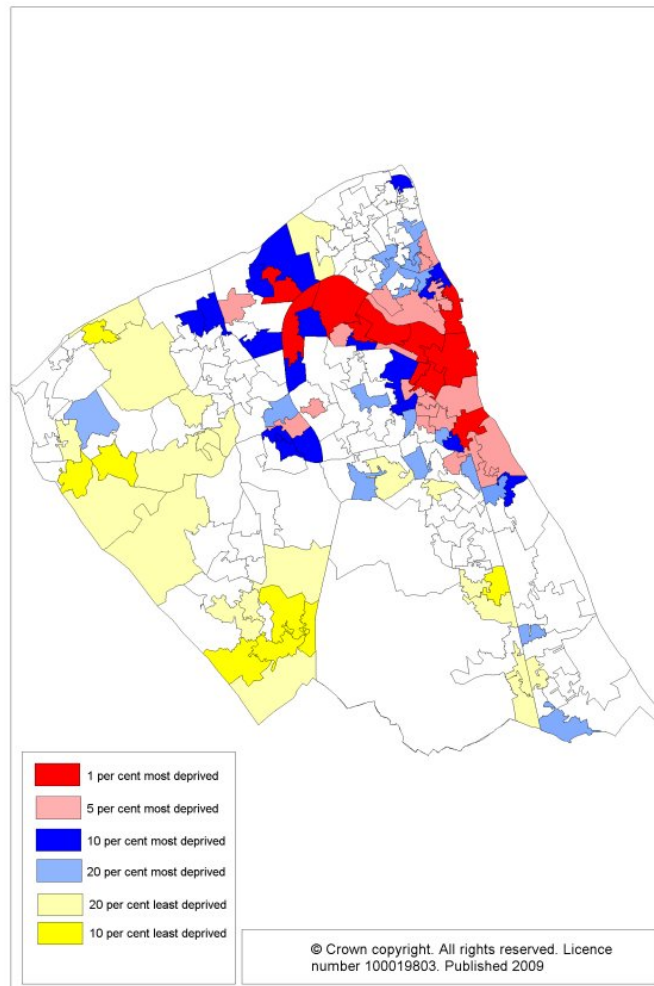 1 per cent most deprived
5 per cent most deprived
10 per cent most deprived
20 per cent most deprived
20 per cent least deprived
10 per cent least deprived
© Crown copyright. All rights reserved. Licence
number 100019803. Published 2009